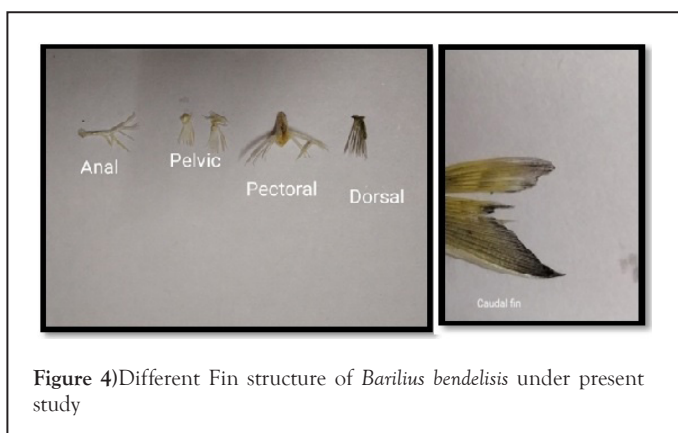 Anal
Pelvic
Pectoral
Dorsal
Caudal fin
Figure 4)Different Fin structure of Barilius bendelisis under present
study